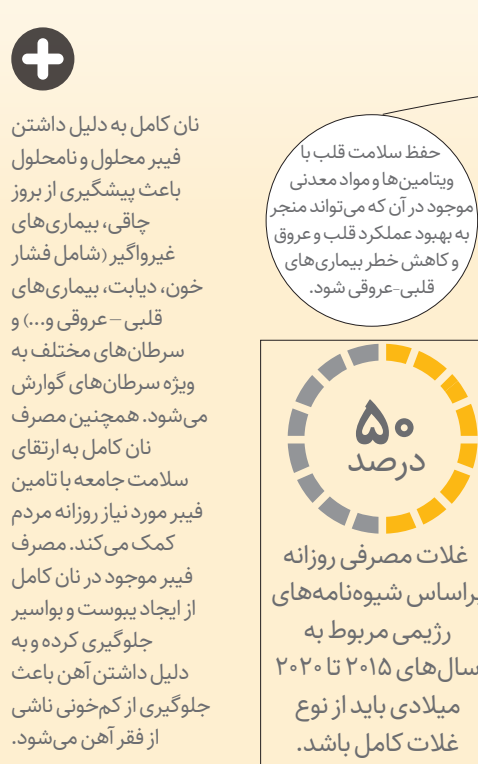 حفظ سلامت قلب با
ویتامین‌ها و مواد معدنی
موجود در آن که می‌تواند منجر
به بهبود عملکرد قلب و عروق
و کاهش خطر بیماری‌های
قلبی-عروقی شود.
۵۰
درصد
غلات مصرفی روزانه
براساس شیوه‌نامه‌های
رژیمی مربوط به
سال‌های ۲۰۱۵ تا ۲۰۲۰
میلادی باید از نوع
غلات کامل باشد.
نان کامل به دلیل داشتن
فیبر محلول و نامحلول
باعث پیشگیری از بروز
چاقی، بیماری‌های
غیرواگیر (شامل فشار
خون، دیابت، بیماری‌های
قلبی – عروقی و...) و
سرطان‌های مختلف به
ویژه سرطان‌های گوارش
می‌شود. همچنین مصرف
نان کامل به ارتقای
سلامت جامعه با تامین
فیبر مورد نیاز روزانه مردم
کمک می‌کند. مصرف
فیبر موجود در نان کامل
از ایجاد یبوست و بواسیر
جلوگیری کرده و به
دلیل داشتن آهن باعث
جلوگیری از کم‌خونی ناشی
از فقر آهن می‌شود.